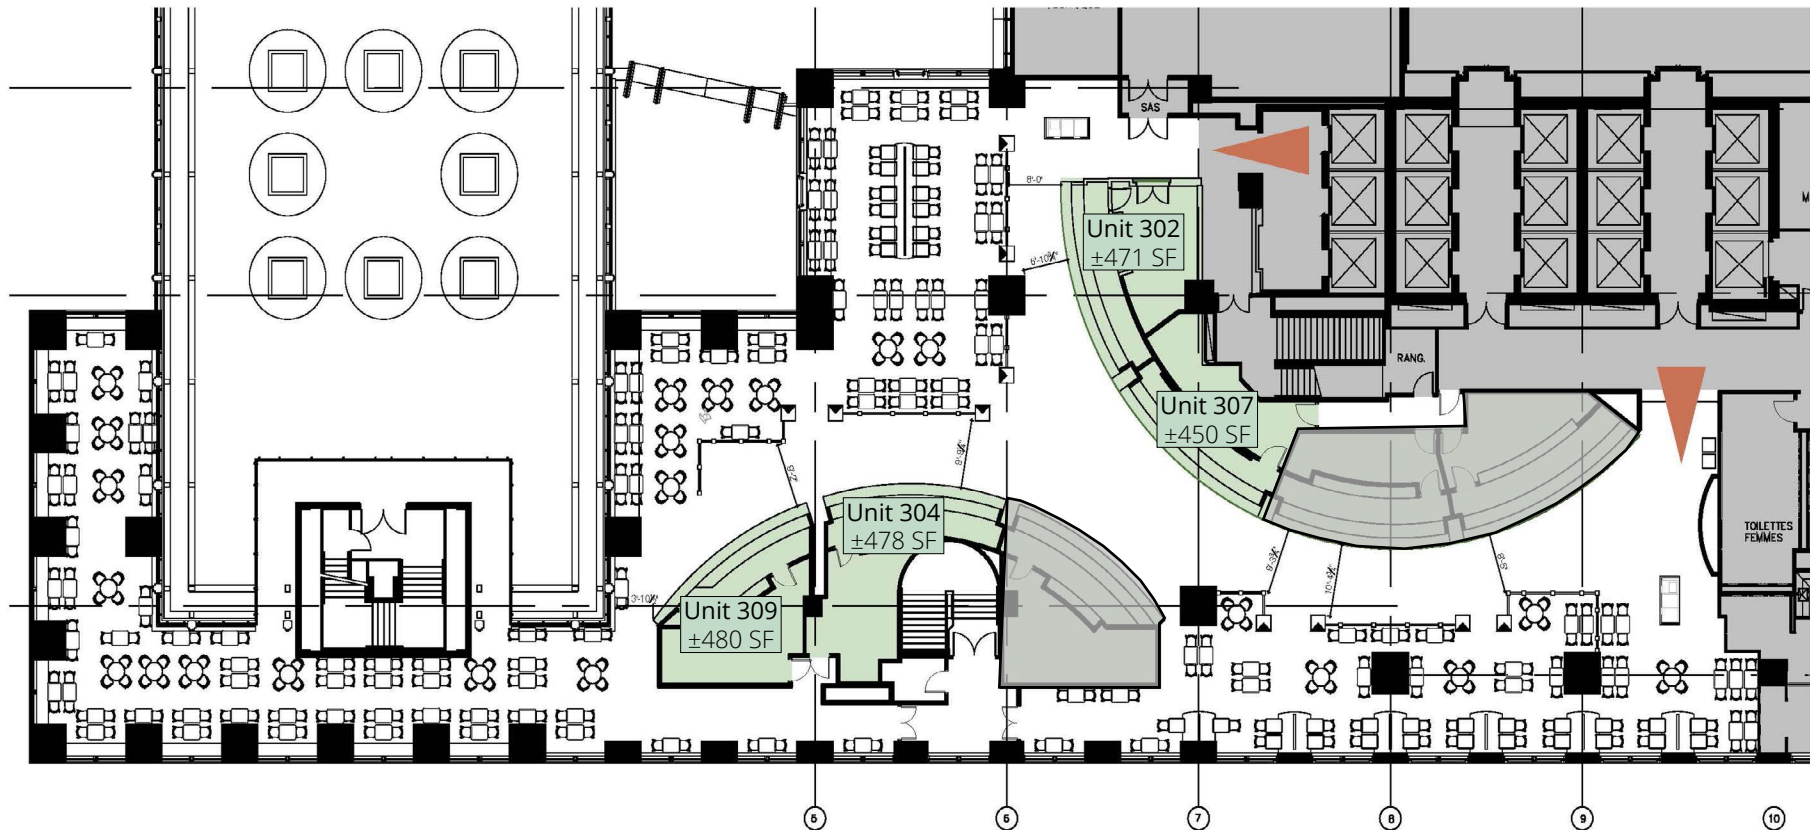 SAS
8'-0"
Unit 302
±471 SF
RANG.
Unit 307
±450 SF
Unit 304
±478 SF
TOILETTES
FEMMES
Unit 309
±480 SF
5
6
7
8
9
10